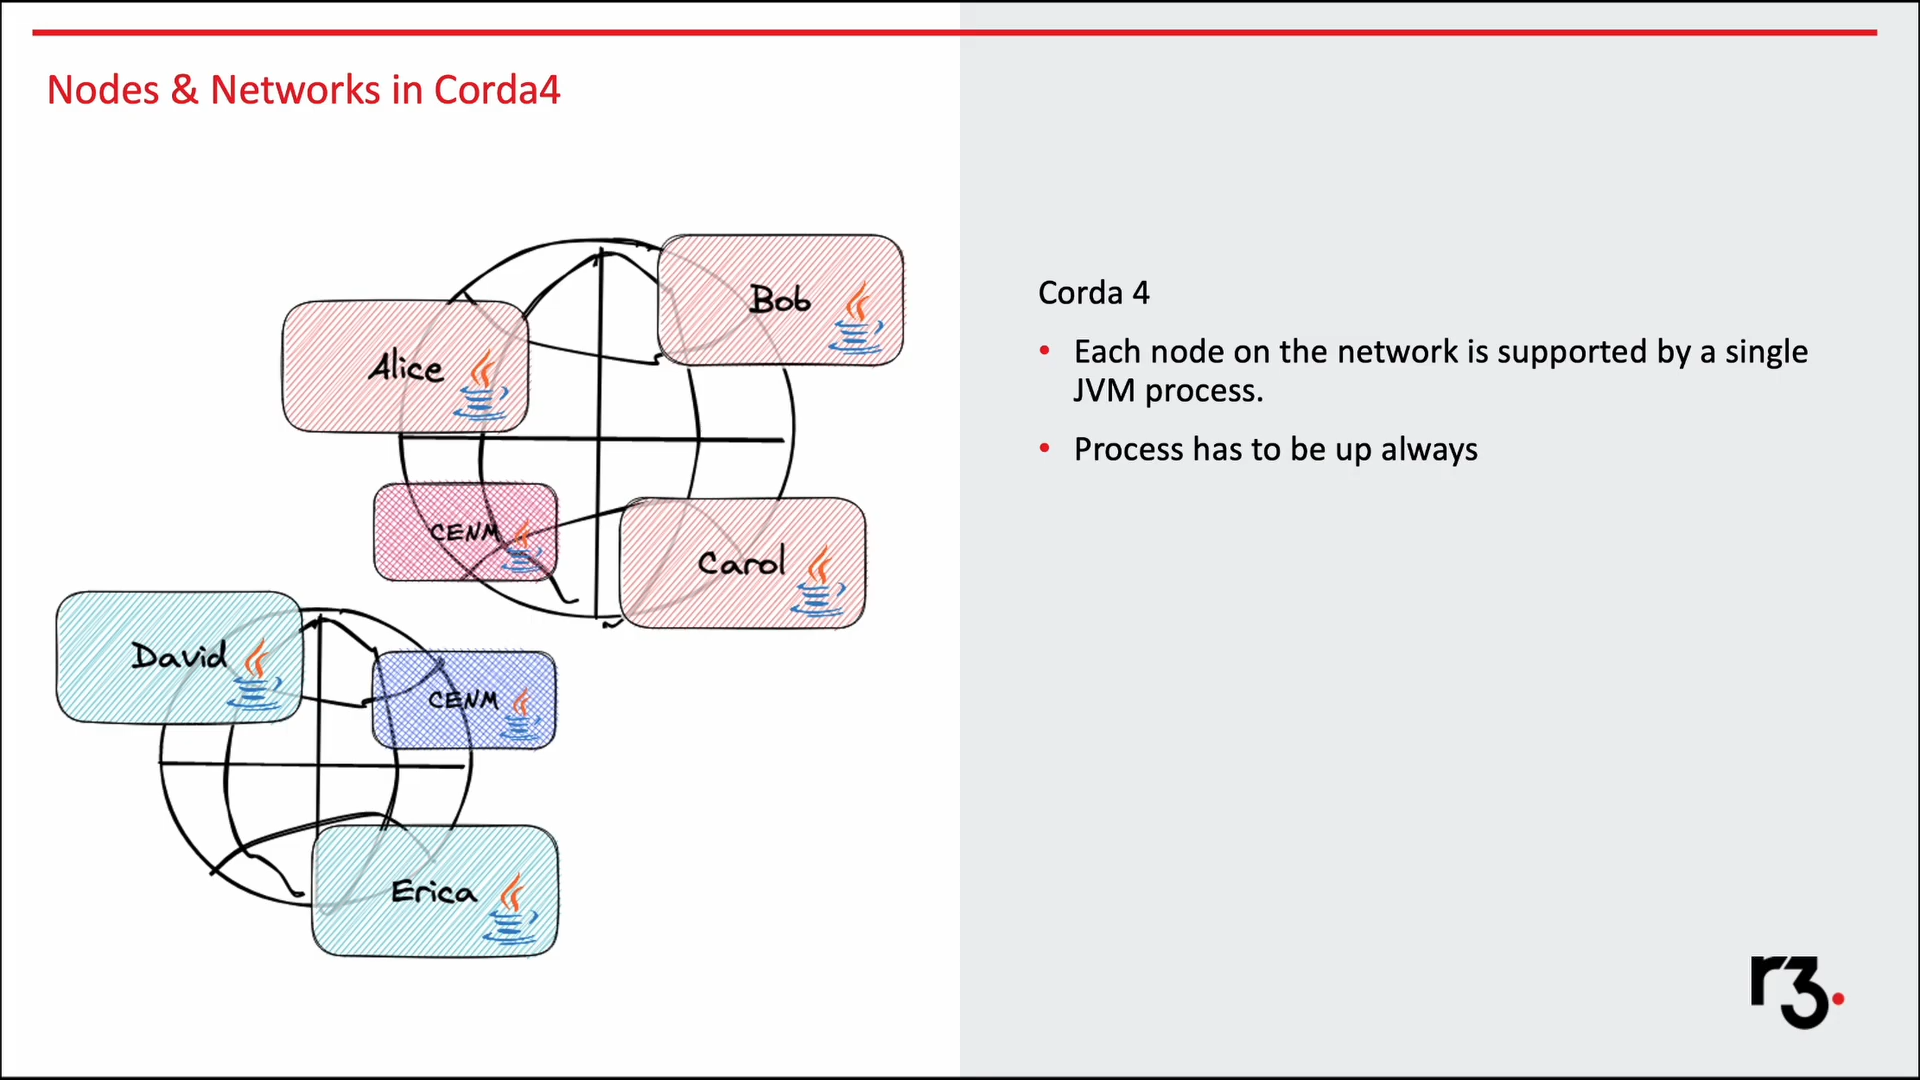 Nodes & Networks in Corda4
Bob
Alice
CENM
Carol
David
CENM
Erica
Corda 4
• Each node on the network is supported by a single
JVM process.
• Process has to be up always
r3.